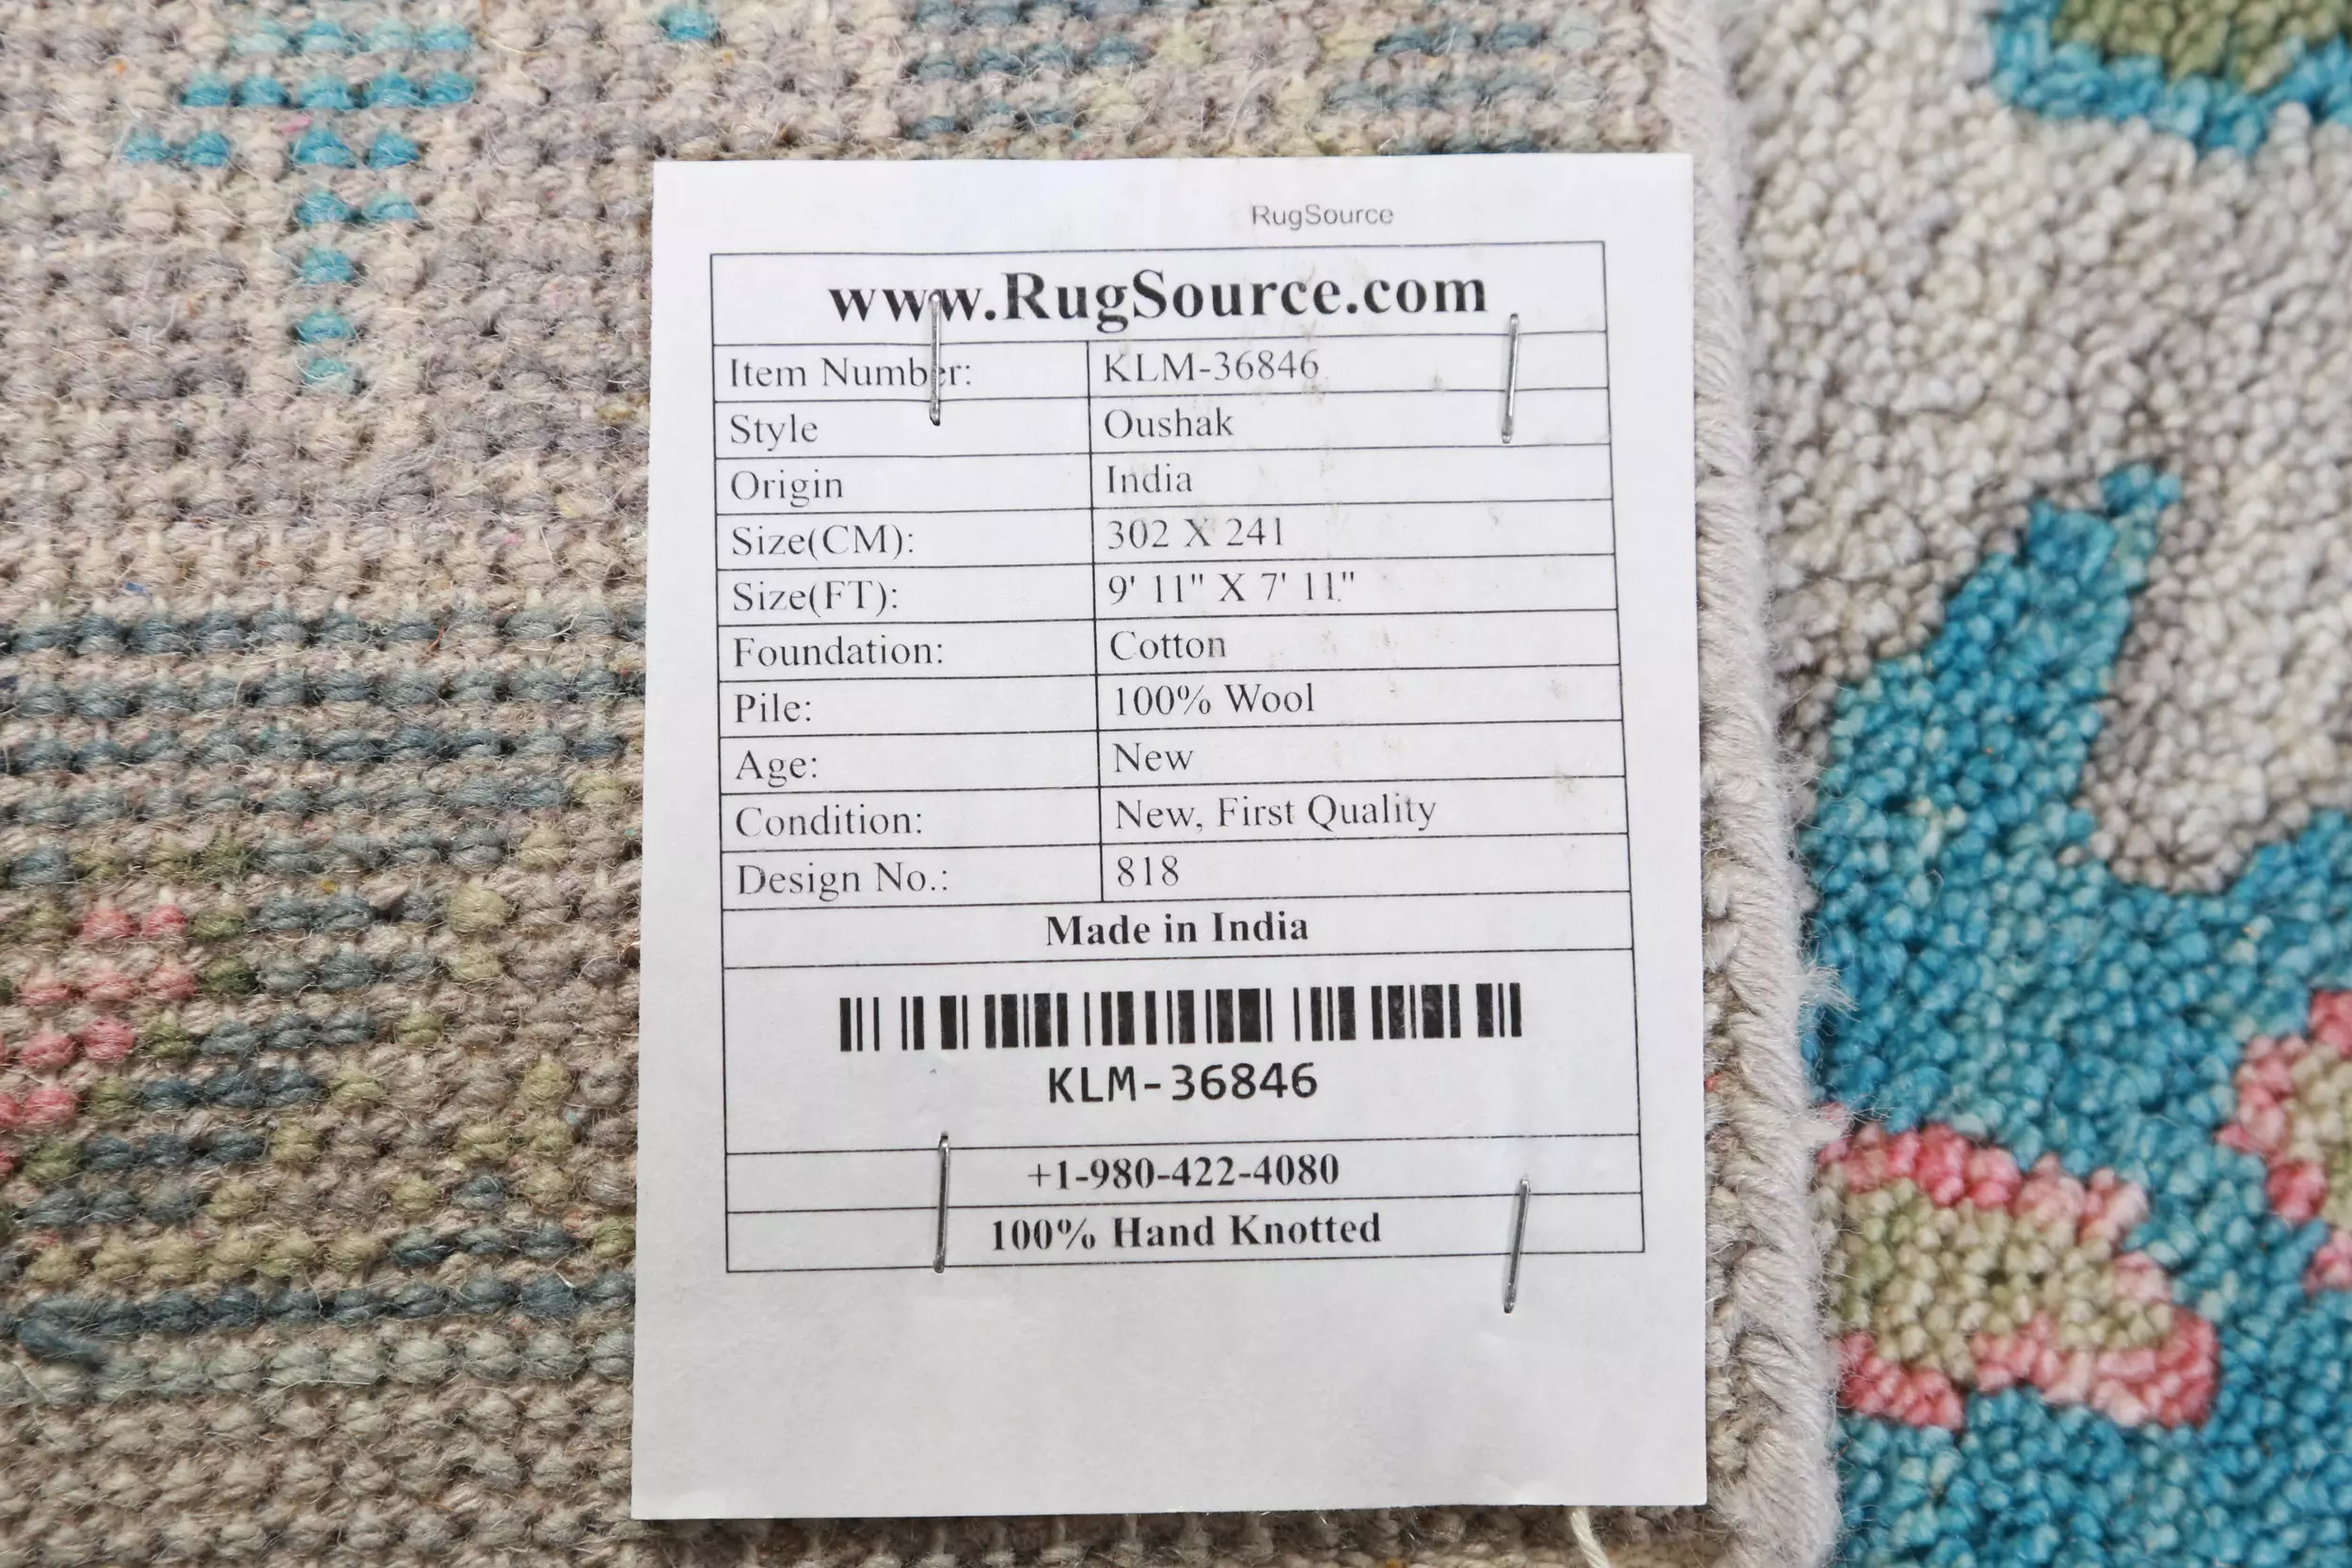 RugSource
www.RugSource.com
Item Number: KLM-36846
Style Oushak
Origin India
Size(CM): 302 X 241
Size(FT): 9' 11" X 7' 11"
Foundation: Cotton
Pile: 100% Wool
Age: New
Condition: New, First Quality
Design No.: 818
Made in India
KLM-36846
+1-980-422-4080
100% Hand Knotted